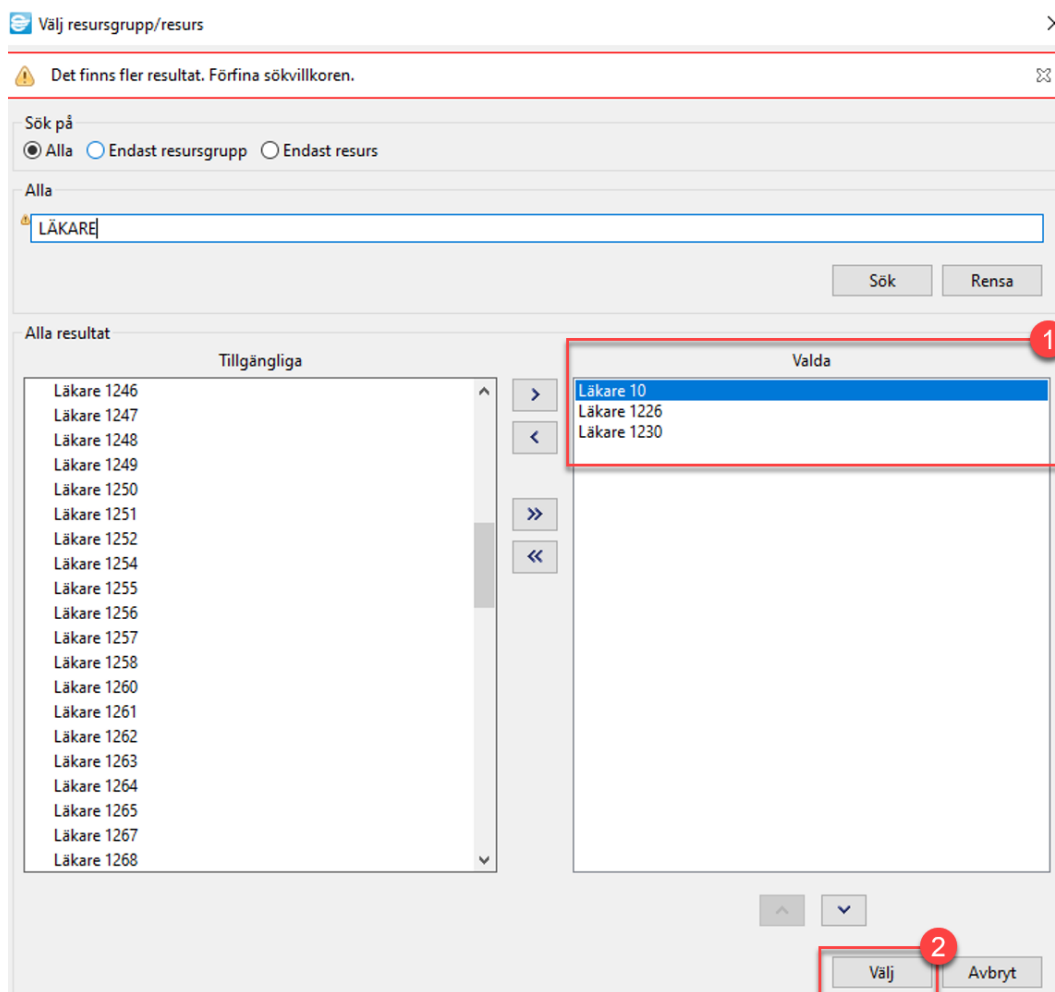 Välj resursgrupp/resurs
Det finns fler resultat. Förfina sökvillkoren.
Sök på
Alla Endast resursgrupp Endast resurs
Alla
LÄKARE
Sök Rensa
Alla resultat
1
Tillgängliga
Läkare 1246
Läkare 1247
Läkare 1248
Läkare 1249
Läkare 1250
Läkare 1251
Läkare 1252
Läkare 1254
Läkare 1255
Läkare 1256
Läkare 1257
Läkare 1258
Läkare 1260
Läkare 1261
Läkare 1262
Läkare 1263
Läkare 1264
Läkare 1265
Läkare 1267
Läkare 1268
>
<
>>
<<
Valda
Läkare 10
Läkare 1226
Läkare 1230
2
Välj Avbryt